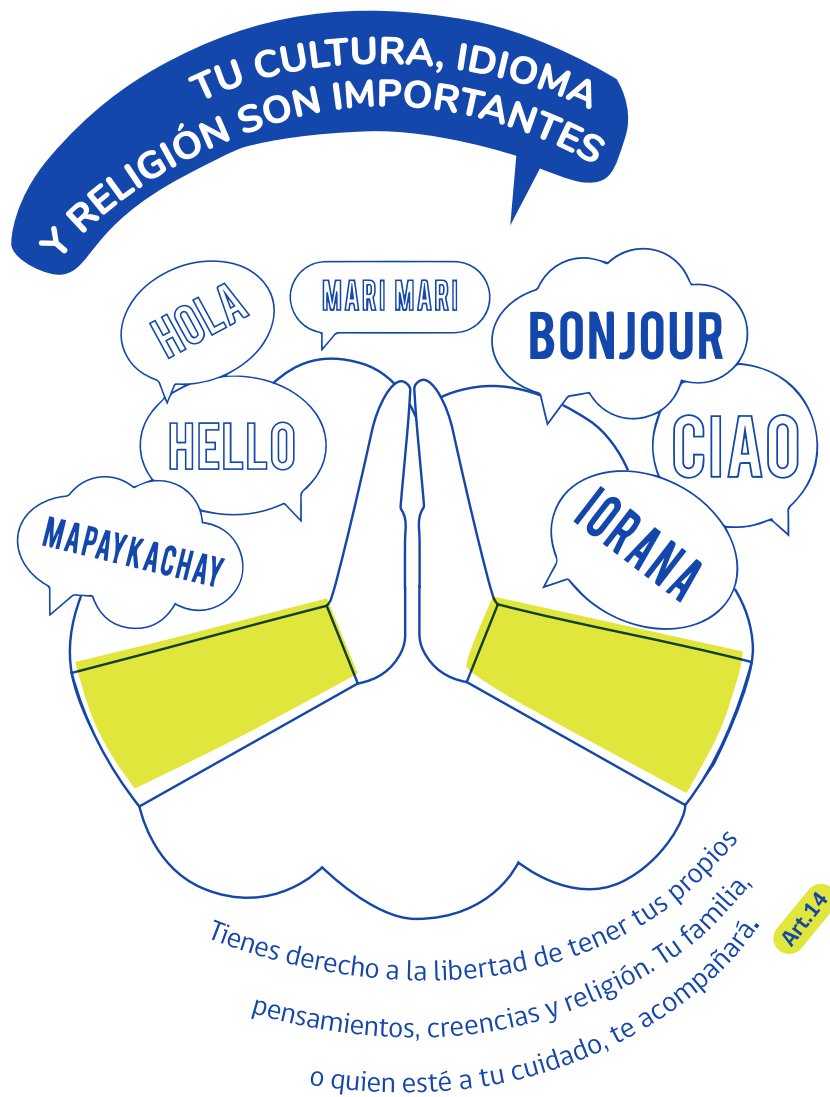 TU CULTURA, IDIOMA
Y RELIGIÓN SON IMPORTANTES
HOLA
MARI MARI
BONJOUR
HELLO
CIAO
MAPAYKACHAY
IORANA
Tienes derecho a la libertad de tener tus propios
pensamientos, creencias y religión. Tu familia,
o quien esté a tu cuidado, te acompañará.
Art.14